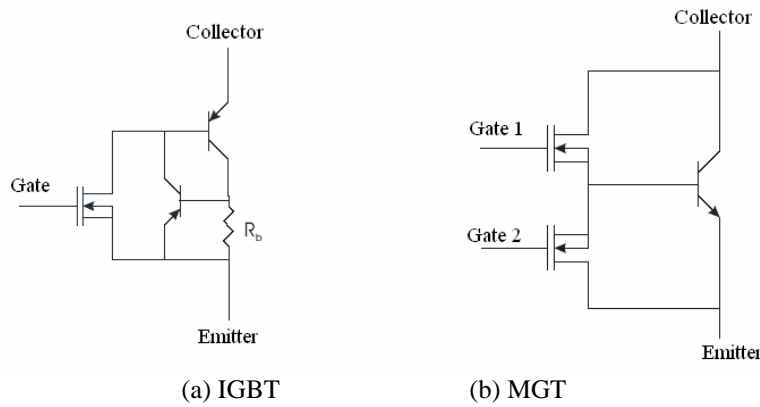 Collector
Gate
R_b
Emitter
(a) IGBT
Collector
Gate 1
Gate 2
Emitter
(b) MGT